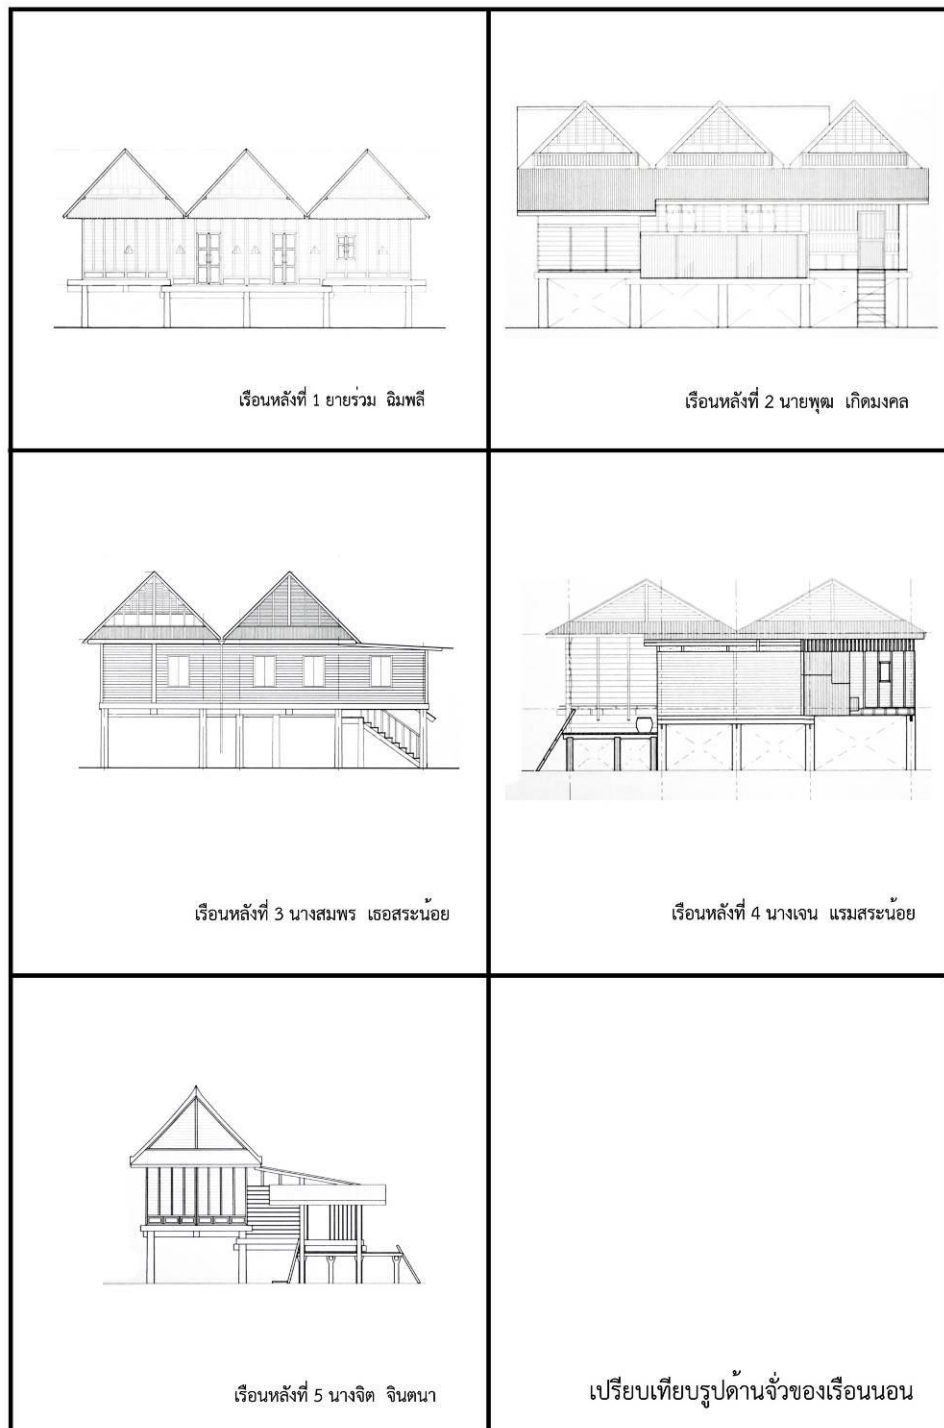 เรือนหลังที่ 1 ยายร่วม ฉิมพลี
เรือนหลังที่ 2 นายพุฒ เกิดมงคล
เรือนหลังที่ 3 นางสมพร เธอสระน้อย
เรือนหลังที่ 4 นางเจน แรมสระน้อย
เรือนหลังที่ 5 นางจิต จินตนา
เปรียบเทียบรูปด้านจั่วของเรือนนอน